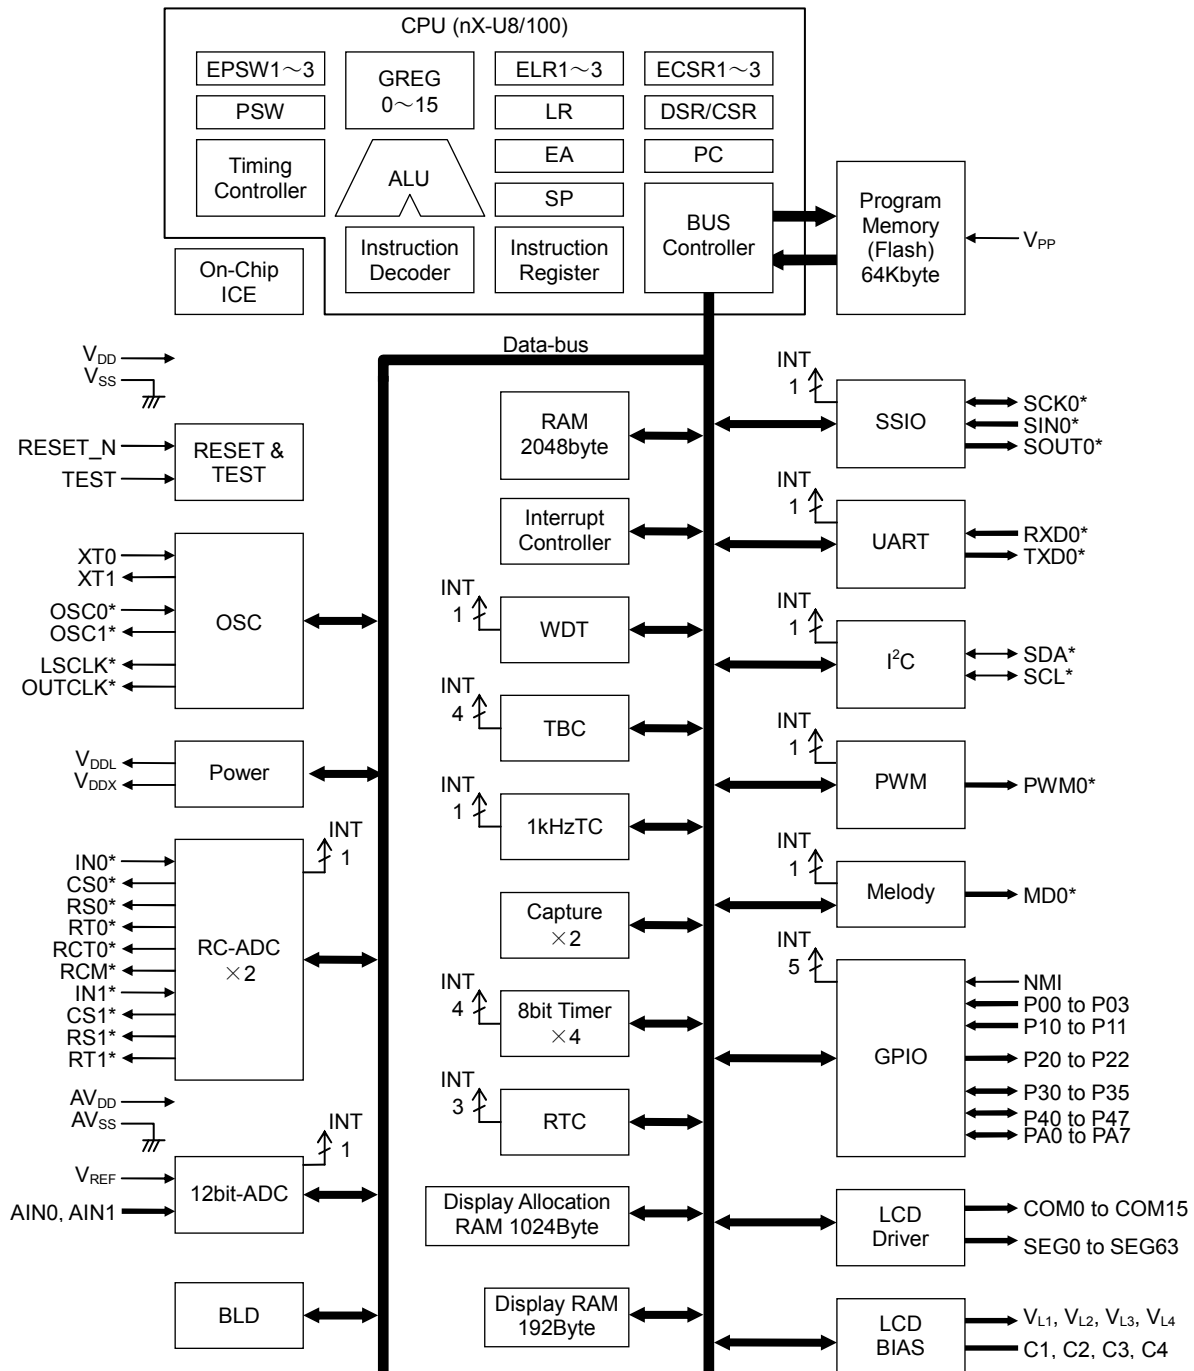 CPU (nX-U8/100)
EPSW1～3
GREG
0～15
ELR1～3
ECSR1～3
PSW
LR
DSR/CSR
Timing
Controller
ALU
EA
PC
SP
BUS
Controller
Program
Memory
(Flash)
64Kbyte
VPP
On-Chip
ICE
Instruction
Decoder
Instruction
Register
Data-bus
VDD
VSS
RESET_N
TEST
RESET &
TEST
XT0
XT1
OSC0*
OSC1*
LSCLK*
OUTCLK*
OSC
VDDL
VDDX
Power
IN0*
CS0*
RS0*
RT0*
RCT0*
RCM*
IN1*
CS1*
RS1*
RT1*
RC-ADC
×2
INT
1
AVDD
AVSS
VREF
AIN0, AIN1
12bit-ADC
INT
1
BLD
RAM
2048byte
Interrupt
Controller
INT
1
WDT
INT
4
TBC
INT
1
1kHzTC
Capture
×2
INT
4
8bit Timer
×4
INT
3
RTC
Display Allocation
RAM 1024Byte
Display RAM
192Byte
INT
1
SSIO
SCK0*
SIN0*
SOUT0*
INT
1
UART
RXD0*
TXD0*
INT
1
I²C
SDA*
SCL*
INT
1
PWM
PWM0*
INT
1
Melody
MD0*
INT
5
GPIO
NMI
P00 to P03
P10 to P11
P20 to P22
P30 to P35
P40 to P47
PA0 to PA7
LCD
Driver
COM0 to COM15
SEG0 to SEG63
LCD
BIAS
VL1, VL2, VL3, VL4
C1, C2, C3, C4